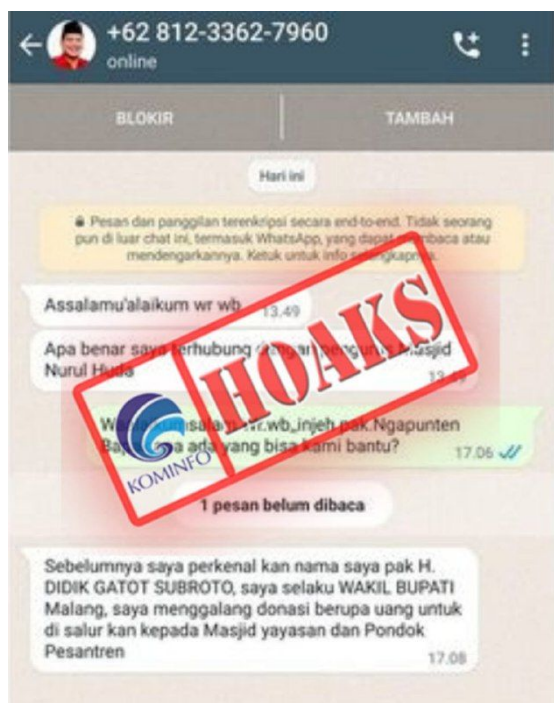 +62 812-3362-7960
online
BLOKIR
TAMBAH
Hari ini
Pesan dan panggilan terenkripsi secara end-to-end. Tidak seorang
pun di luar chat ini, termasuk WhatsApp, yang dapat membaca atau
mendengarkannya. Ketuk untuk info selengkapnya.
Assalamu'alaikum wr wb
13.49
Apa benar saya terhubung dengan pengurus Masjid
Nurul Huda
13.49
HOAKS
KOMINFO
Wr.wb,injeh pak.Ngapunten
ada yang bisa kami bantu?
17.06
1 pesan belum dibaca
Sebelumnya saya perkenal kan nama saya pak H.
DIDIK GATOT SUBROTO, saya selaku WAKIL BUPATI
Malang, saya menggalang donasi berupa uang untuk
di salur kan kepada Masjid yayasan dan Pondok
Pesantren
17.08